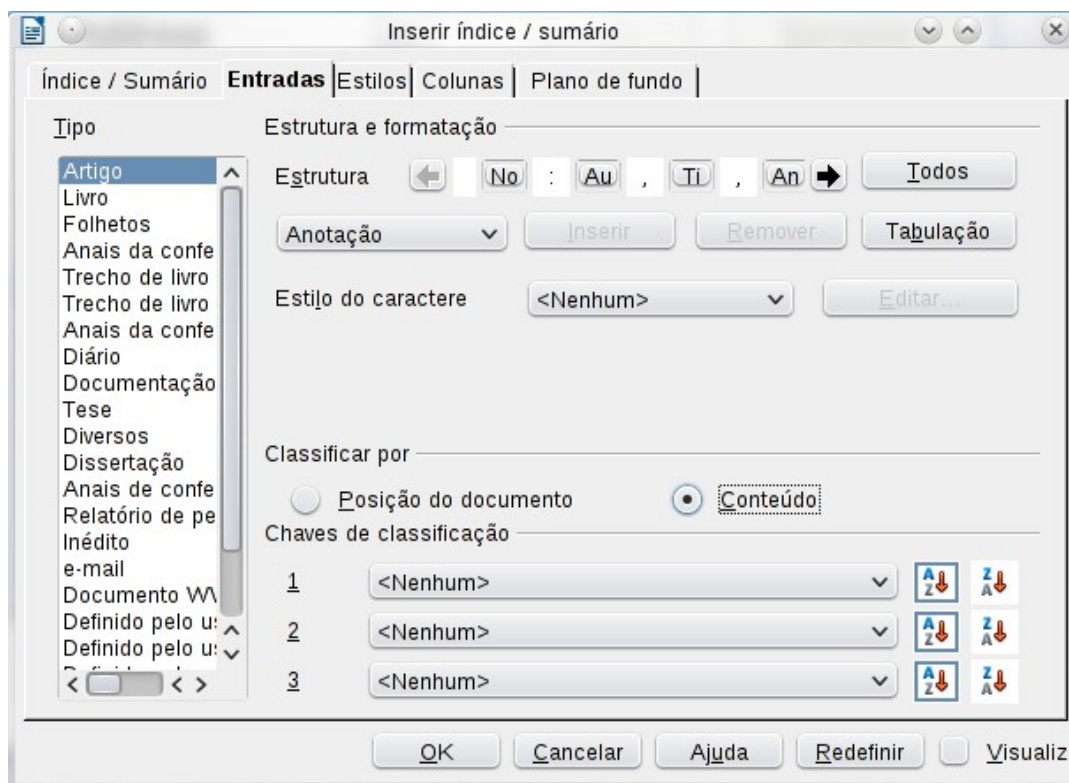 Inserir índice / sumário
Índice / Sumário Entradas Estilos Colunas Plano de fundo
Tipo
Artigo
Livro
Folhetos
Anais da confe
Trecho de livro
Trecho de livro
Anais da confe
Diário
Documentação
Tese
Diversos
Dissertação
Anais de confe
Relatório de pe
Inédito
e-mail
Documento WV
Definido pelo u
Definido pelo u
Estrutura e formatação
Estrutura No : Au , Ti , An Todos
Anotação Inserir Remover Tabulação
Estilo do caractere <Nenhum> Editar...
Classificar por
Posição do documento Conteúdo
Chaves de classificação
1 <Nenhum>
2 <Nenhum>
3 <Nenhum>
OK Cancelar Ajuda Redefinir Visualiz